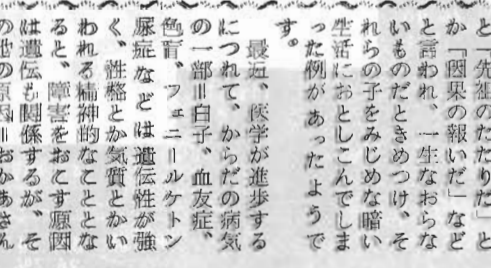 と「先祖のたたりだ」と
か「因果の報いだ」など
と言われ、一生なおらな
いものだときめつけ、そ
れらの子をみじめな暗い
生活におとしこんでしま
った例があったようで
す。
最近、医学が進歩する
につれて、からだの病気
の一部＝白子、血友症、
色盲、フェニールケトン
尿症などは遺伝性が強
く、性格とか気質とかい
われる精神的なこととな
ると、障害をおこす原因
は遺伝も関係するが、そ
の他の原因＝おかあさん